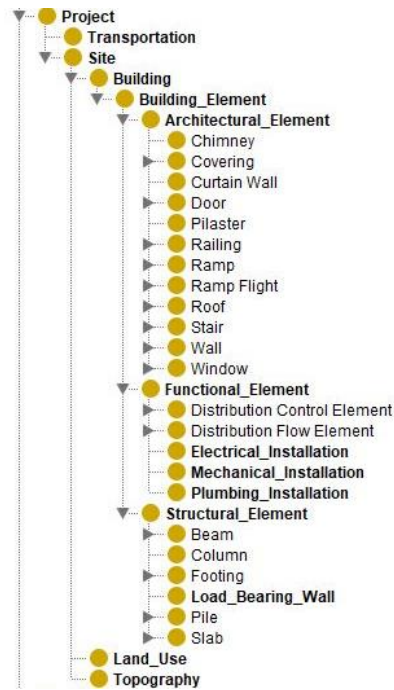 Project
Transportation
Site
Building
Building_Element
Architectural_Element
Chimney
Covering
Curtain Wall
Door
Pilaster
Railing
Ramp
Ramp Flight
Roof
Stair
Wall
Window
Functional_Element
Distribution Control Element
Distribution Flow Element
Electrical_Installation
Mechanical_Installation
Plumbing_Installation
Structural_Element
Beam
Column
Footing
Load_Bearing_Wall
Pile
Slab
Land_Use
Topography